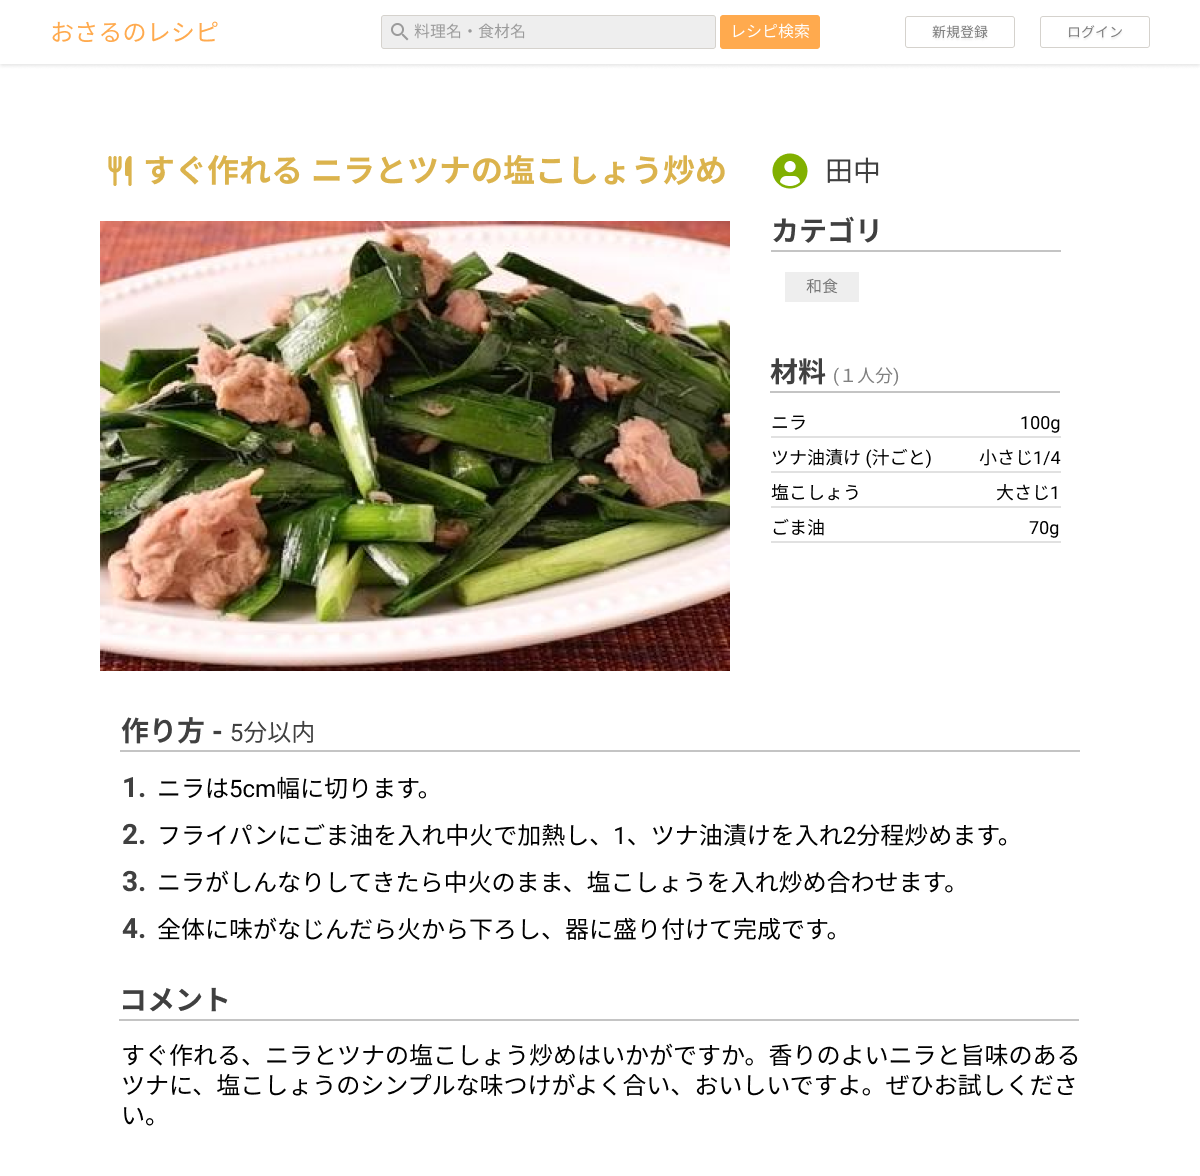 おさるのレシピ
料理名・食材名
レシピ検索
新規登録
ログイン
すぐ作れる ニラとツナの塩こしょう炒め
田中
カテゴリ
和食
材料 (１人分)
ニラ 100g
ツナ油漬け (汁ごと) 小さじ1/4
塩こしょう 大さじ1
ごま油 70g
作り方 - 5分以内
1. ニラは5cm幅に切ります。
2. フライパンにごま油を入れ中火で加熱し、1、ツナ油漬けを入れ2分程炒めます。
3. ニラがしんなりしてきたら中火のまま、塩こしょうを入れ炒め合わせます。
4. 全体に味がなじんだら火から下ろし、器に盛り付けて完成です。
コメント
すぐ作れる、ニラとツナの塩こしょう炒めはいかがですか。香りのよいニラと旨味のある
ツナに、塩こしょうのシンプルな味つけがよく合い、おいしいですよ。ぜひお試しくださ
い。